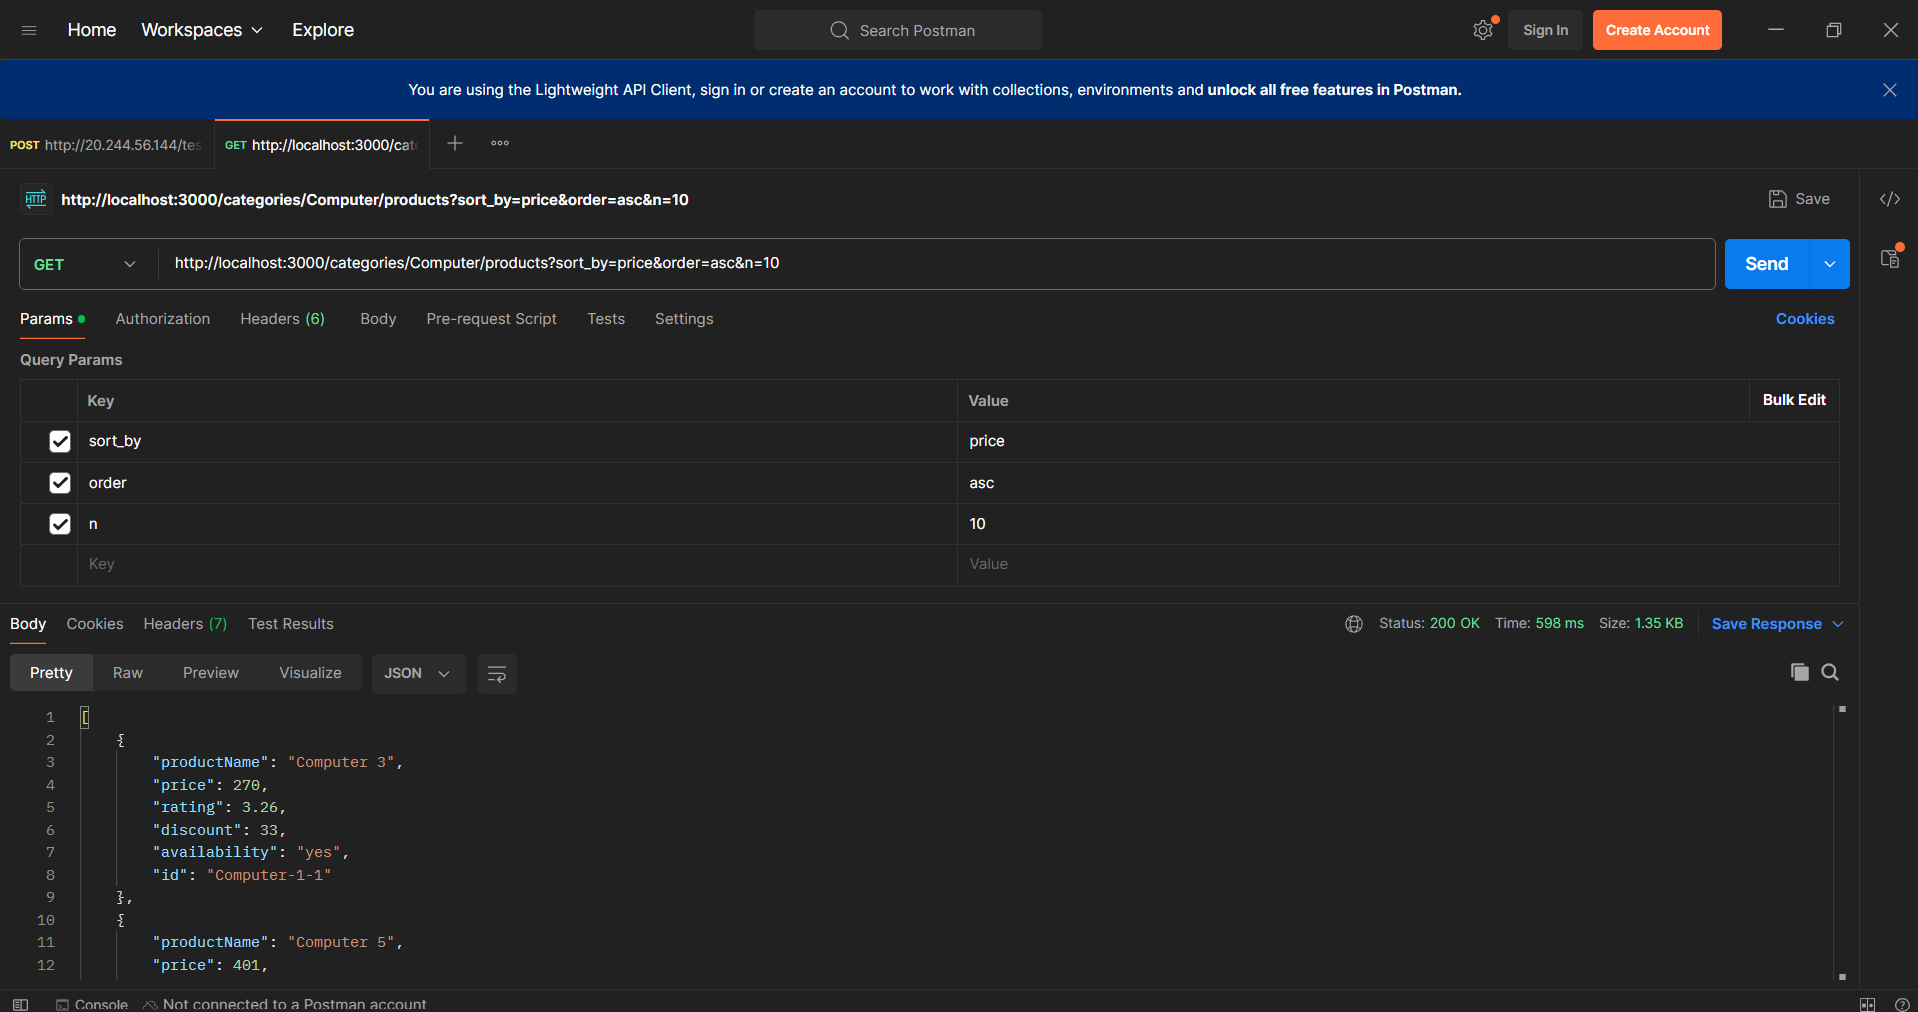 Home Workspaces Explore Search Postman Sign In Create Account
You are using the Lightweight API Client, sign in or create an account to work with collections, environments and unlock all free features in Postman.
POST http://20.244.56.144/tes GET http://localhost:3000/cat
HTTP http://localhost:3000/categories/Computer/products?sort_by=price&order=asc&n=10 Save
GET http://localhost:3000/categories/Computer/products?sort_by=price&order=asc&n=10 Send
Params Authorization Headers (6) Body Pre-request Script Tests Settings Cookies
Query Params
Key Value Bulk Edit
sort_by price
order asc
n 10
Key Value
Body Cookies Headers (7) Test Results Status: 200 OK Time: 598 ms Size: 1.35 KB Save Response
Pretty Raw Preview Visualize JSON
1 [
2 {
3 "productName": "Computer 3",
4 "price": 270,
5 "rating": 3.26,
6 "discount": 33,
7 "availability": "yes",
8 "id": "Computer-1-1"
9 },
10 {
11 "productName": "Computer 5",
12 "price": 401,
Console Not connected to a Postman account